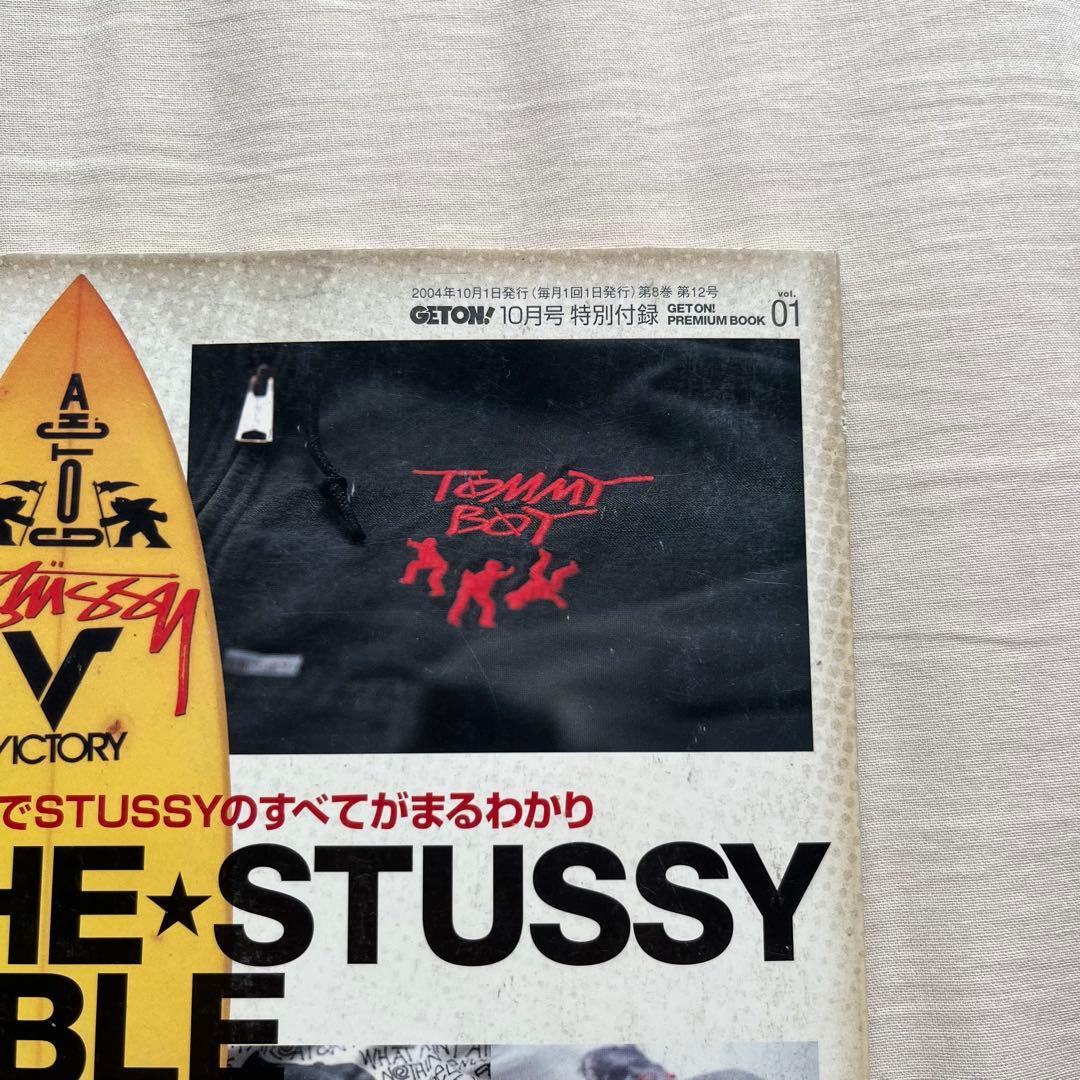 2004年10月1日発行（毎月1回1日発行）第8巻 第12号
GETON! 10月号 特別付録 GET ON! PREMIUM BOOK vol. 01
TOMMY
BOY
GOTCHA
Stüssy
V
VICTORY
でSTUSSYのすべてがまるわかり
HE★STUSSY
BLE
WHAT AIN'T